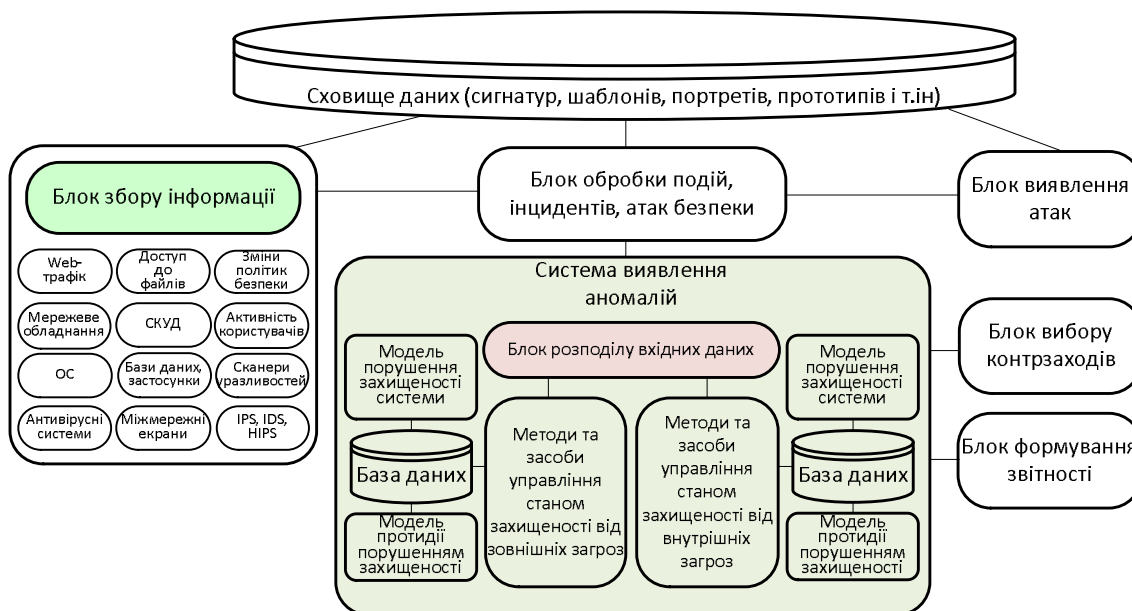 Сховище даних (сигнатур, шаблонів, портретів, прототипів і т.ін)
Блок збору інформації
Web-
трафік
Доступ
до
файлів
Зміни
політик
безпеки
Мережеве
обладнання
СКУД
Активність
користувачів
ОС
Бази даних,
застосунки
Сканери
уразливостей
Антивірусні
системи
Міжмережні
екрани
IPS, IDS,
HIPS
Блок обробки подій,
інцидентів, атак безпеки
Блок виявлення
атак
Система виявлення
аномалій
Блок розподілу вхідних даних
Модель
порушення
захищеності
системи
База даних
Модель
протидії
порушенням
захищеності
Методи та
засоби
управління
станом
захищеності від
зовнішніх загроз
Методи та
засоби
управління
станом
захищеності від
внутрішніх
загроз
Модель
порушення
захищеності
системи
База даних
Модель
протидії
порушенням
захищеності
Блок вибору
контрзаходів
Блок формування
звітності